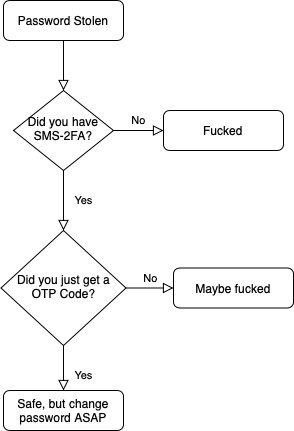 Password Stolen
Did you have
SMS-2FA?
No
Fucked
Yes
Did you just get a
OTP Code?
No
Maybe fucked
Yes
Safe, but change
password ASAP